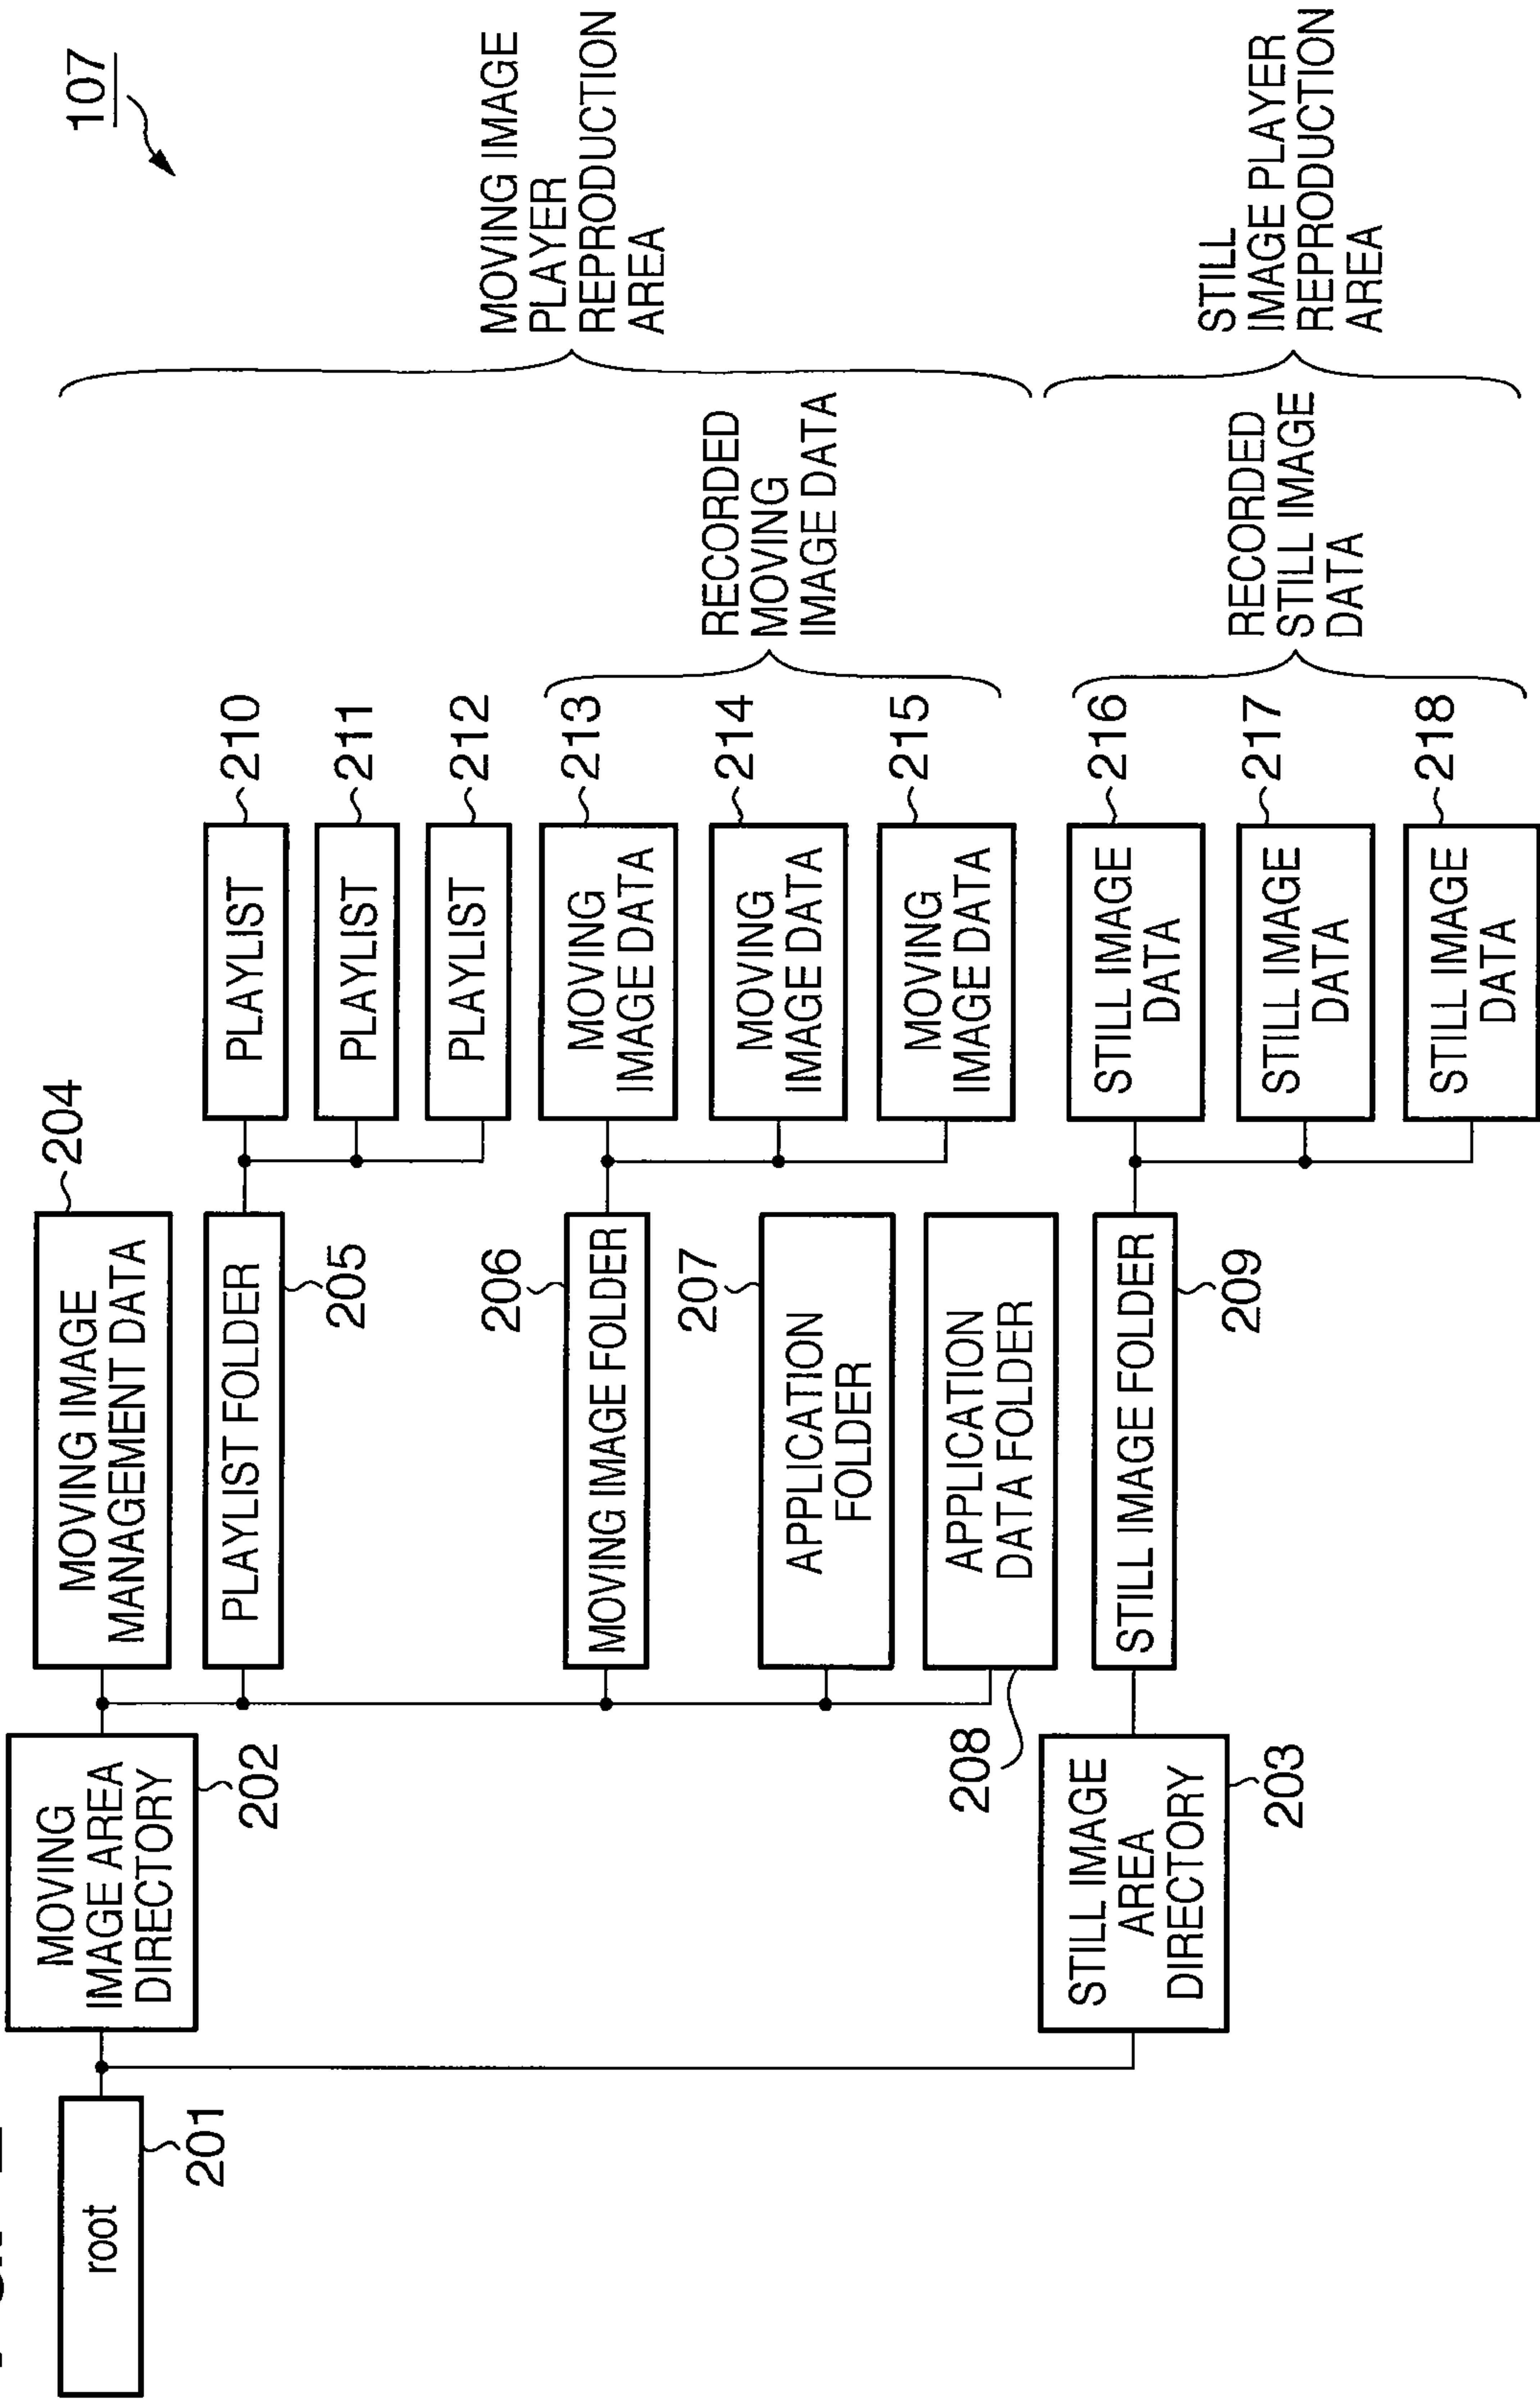 107
root
201
MOVING
IMAGE AREA
DIRECTORY
202
STILL IMAGE
AREA
DIRECTORY
203
MOVING IMAGE
MANAGEMENT DATA
204
PLAYLIST FOLDER
205
MOVING IMAGE FOLDER
206
APPLICATION
FOLDER
207
APPLICATION
DATA FOLDER
208
STILL IMAGE FOLDER
209
PLAYLIST
210
PLAYLIST
211
PLAYLIST
212
MOVING
IMAGE DATA
213
MOVING
IMAGE DATA
214
MOVING
IMAGE DATA
215
STILL IMAGE
DATA
216
STILL IMAGE
DATA
217
STILL IMAGE
DATA
218
RECORDED
MOVING
IMAGE DATA
RECORDED
STILL IMAGE
DATA
MOVING IMAGE
PLAYER
REPRODUCTION
AREA
STILL
IMAGE PLAYER
REPRODUCTION
AREA